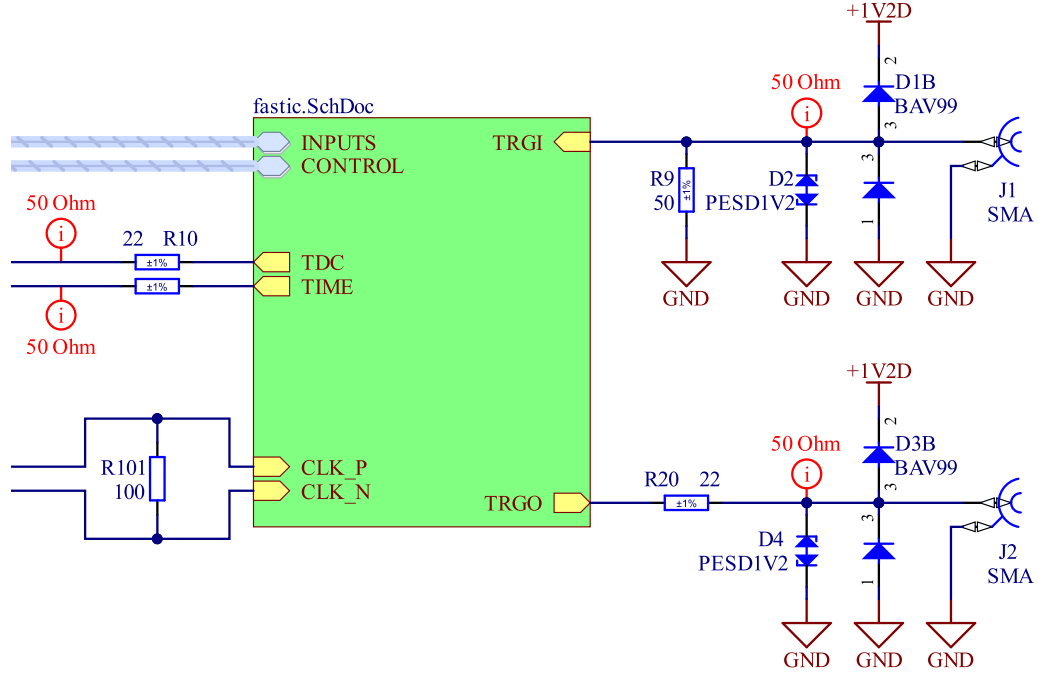 +1V2D
2
50 Ohm
D1B
BAV99
fastic.SchDoc
i
3
INPUTS
TRGI
CONTROL
3
R9
50
±1%
D2
PESD1V2
J1
SMA
1
50 Ohm
i
22 R10
±1%
TDC
±1%
TIME
GND
GND
GND
GND
i
50 Ohm
+1V2D
2
50 Ohm
D3B
BAV99
i
3
R101
100
CLK_P
CLK_N
R20 22
±1%
TRGO
3
D4
PESD1V2
J2
SMA
1
GND
GND
GND